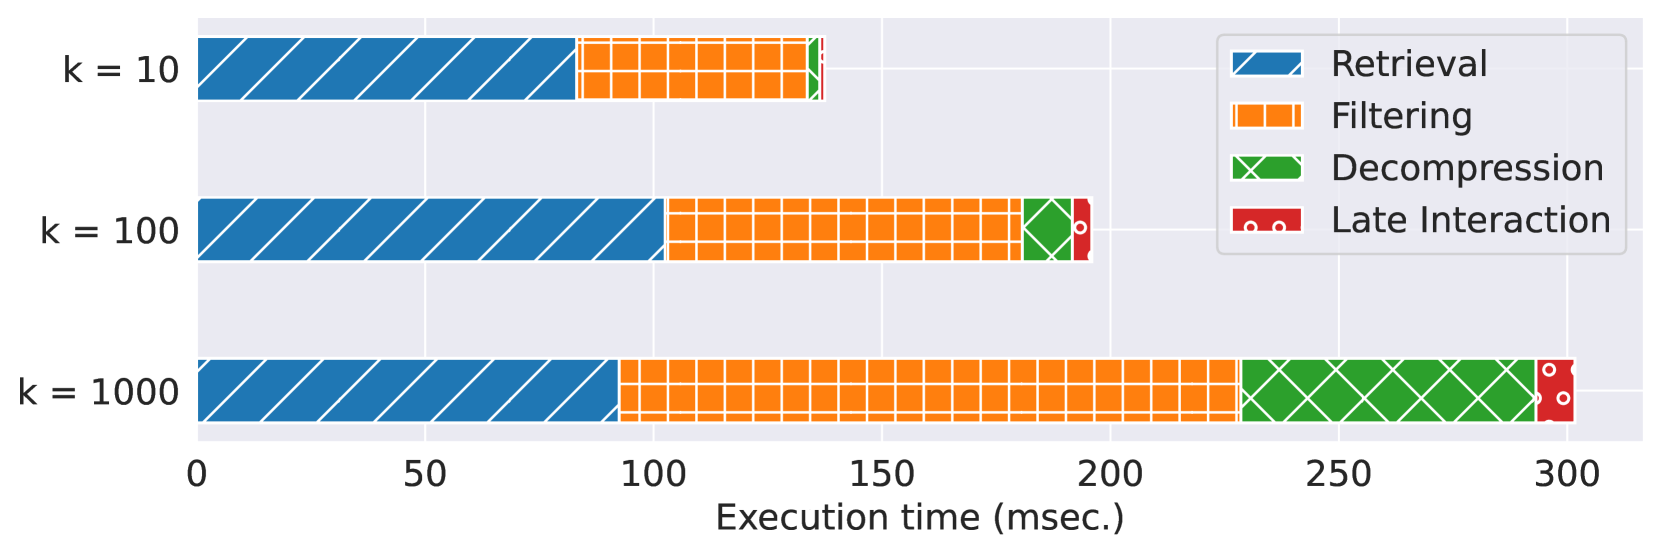 k = 10
k = 100
k = 1000
Retrieval
Filtering
Decompression
Late Interaction
0 50 100 150 200 250 300
Execution time (msec.)